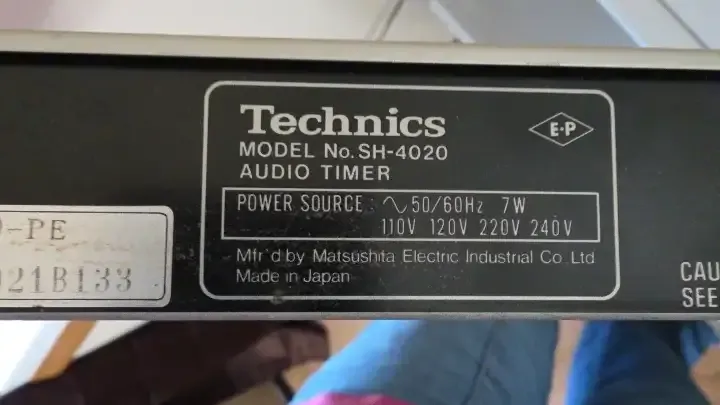 Technics
E·P
MODEL No. SH-4020
AUDIO TIMER
POWER SOURCE : ∿ 50/60Hz 7W
110V 120V 220V 240V
Mfr'd by Matsushita Electric Industrial Co. Ltd
Made in Japan
-PE
021B133
CAU
SEE